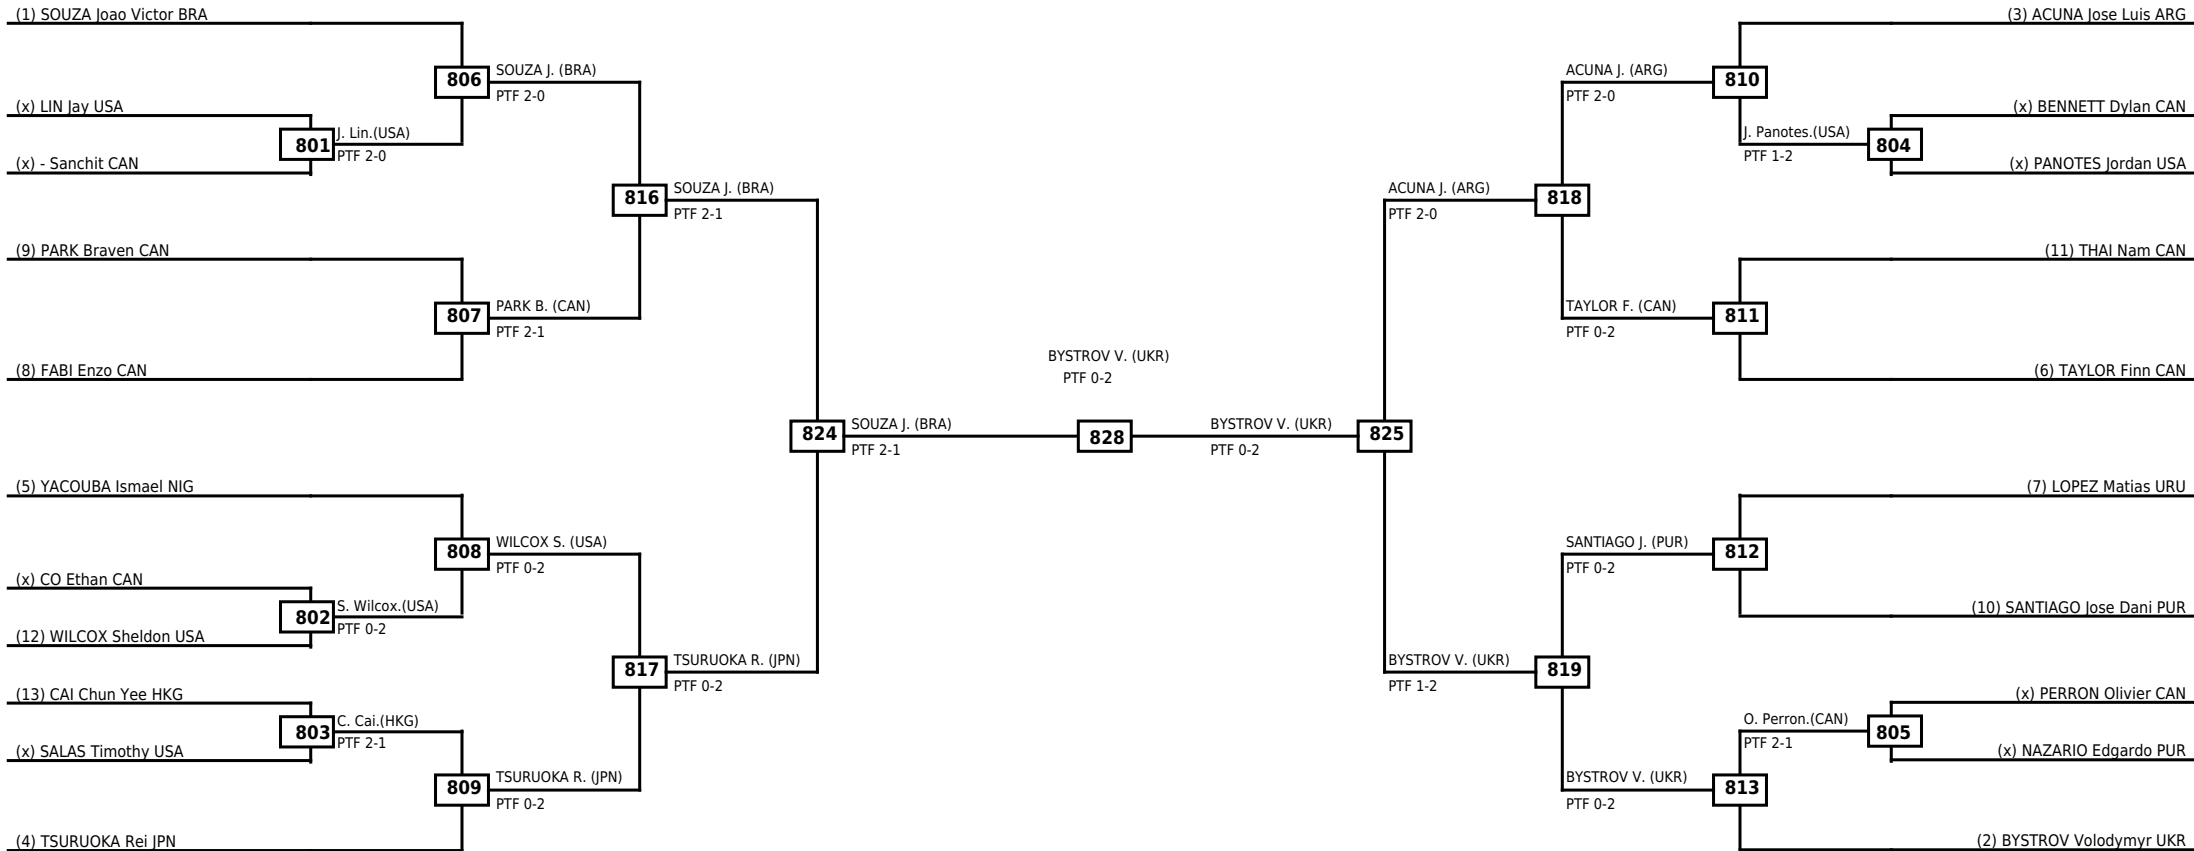 (1) SOUZA Joao Victor BRA
806
SOUZA J. (BRA)
PTF 2-0
(x) LIN Jay USA
801
J. Lin.(USA)
PTF 2-0
(x) - Sanchit CAN
816
SOUZA J. (BRA)
PTF 2-1
(9) PARK Braven CAN
807
PARK B. (CAN)
PTF 2-1
(8) FABI Enzo CAN
824
SOUZA J. (BRA)
PTF 2-1
(5) YACOUBA Ismael NIG
808
WILCOX S. (USA)
PTF 0-2
(x) CO Ethan CAN
802
S. Wilcox.(USA)
PTF 0-2
(12) WILCOX Sheldon USA
817
TSURUOKA R. (JPN)
PTF 0-2
(13) CAI Chun Yee HKG
803
C. Cai.(HKG)
PTF 2-1
(x) SALAS Timothy USA
809
TSURUOKA R. (JPN)
PTF 0-2
(4) TSURUOKA Rei JPN
BYSTROV V. (UKR)
PTF 0-2
828
(3) ACUNA Jose Luis ARG
ACUNA J. (ARG)
PTF 2-0
810
(x) BENNETT Dylan CAN
J. Panotes.(USA)
PTF 1-2
804
(x) PANOTES Jordan USA
ACUNA J. (ARG)
PTF 2-0
818
(11) THAI Nam CAN
TAYLOR F. (CAN)
PTF 0-2
811
(6) TAYLOR Finn CAN
BYSTROV V. (UKR)
PTF 0-2
825
(7) LOPEZ Matias URU
SANTIAGO J. (PUR)
PTF 0-2
812
(10) SANTIAGO Jose Dani PUR
BYSTROV V. (UKR)
PTF 1-2
819
(x) PERRON Olivier CAN
O. Perron.(CAN)
PTF 2-1
805
(x) NAZARIO Edgardo PUR
BYSTROV V. (UKR)
PTF 0-2
813
(2) BYSTROV Volodymyr UKR